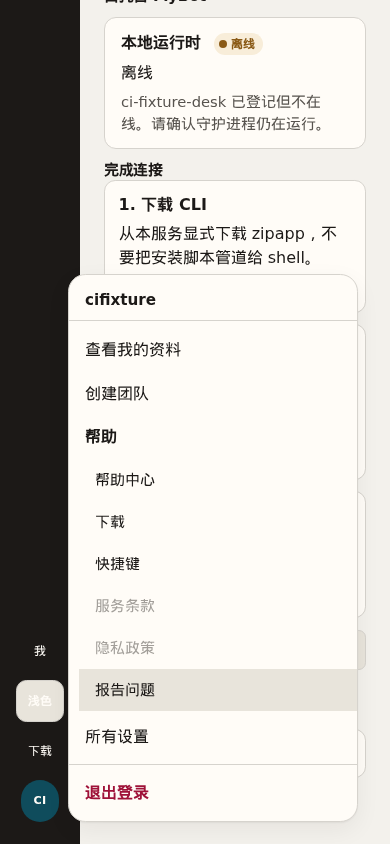 本地运行时
离线
离线
ci-fixture-desk 已登记但不在
线。请确认守护进程仍在运行。
完成连接
1. 下载 CLI
从本服务显式下载 zipapp，不
要把安装脚本管道给 shell。
cifixture
查看我的资料
创建团队
帮助
帮助中心
下载
快捷键
服务条款
隐私政策
报告问题
所有设置
退出登录
我
浅色
下载
CI